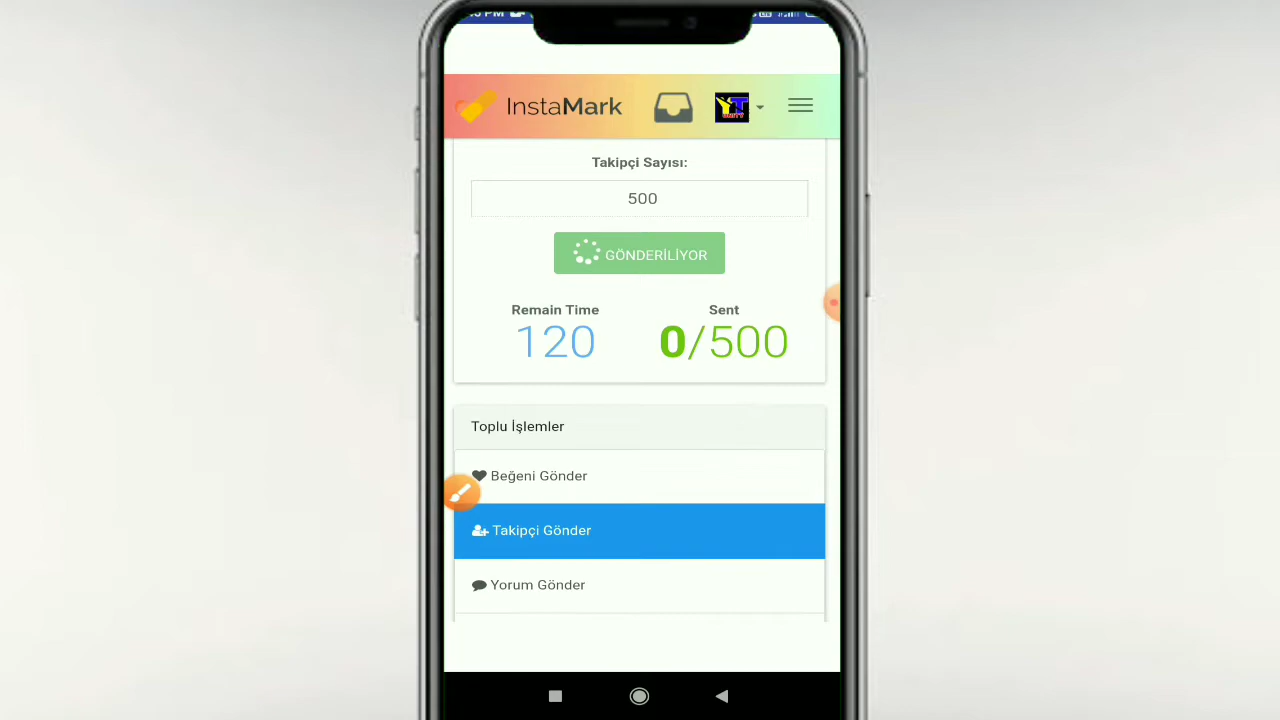 InstaMark
Takipçi Sayısı:
500
GÖNDERİLİYOR
Remain Time
Sent
120
0/500
Toplu İşlemler
Beğeni Gönder
Takipçi Gönder
Yorum Gönder